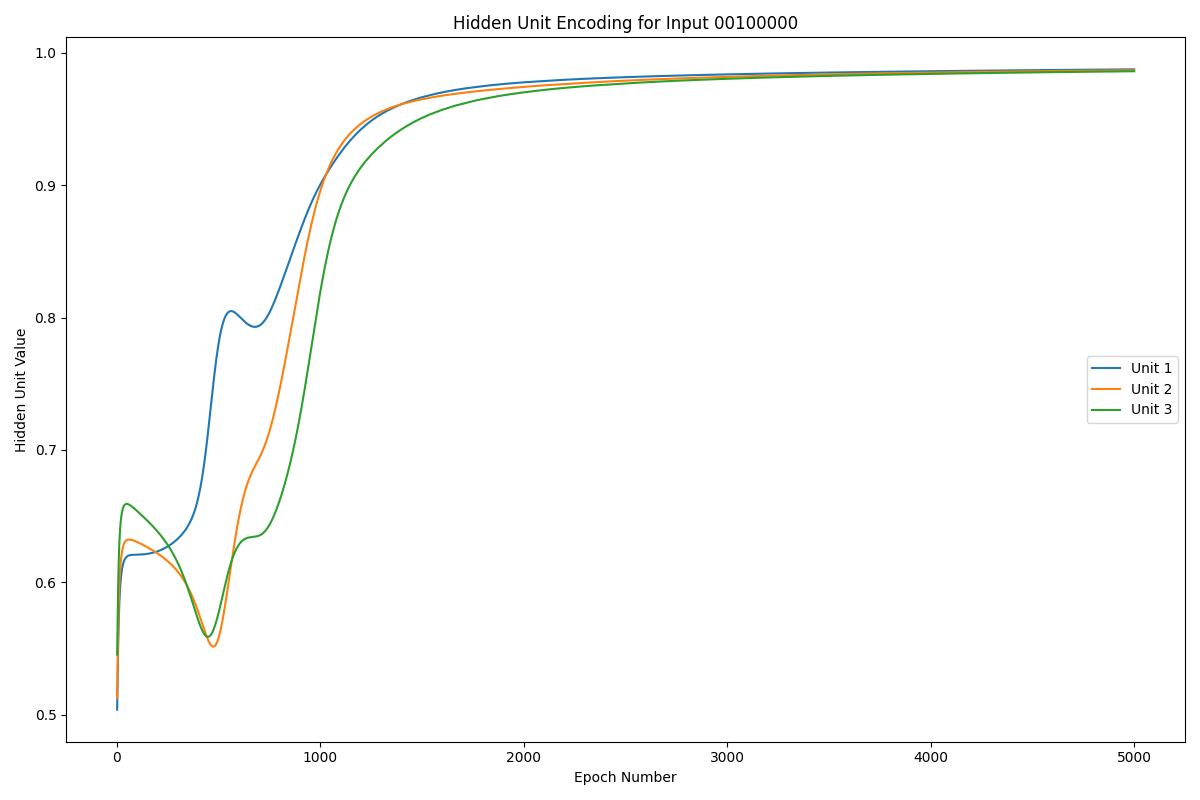 Hidden Unit Encoding for Input 00100000
1.0
0.9
0.8
0.7
0.6
0.5
Hidden Unit Value
0 1000 2000 3000 4000 5000
Epoch Number
Unit 1
Unit 2
Unit 3